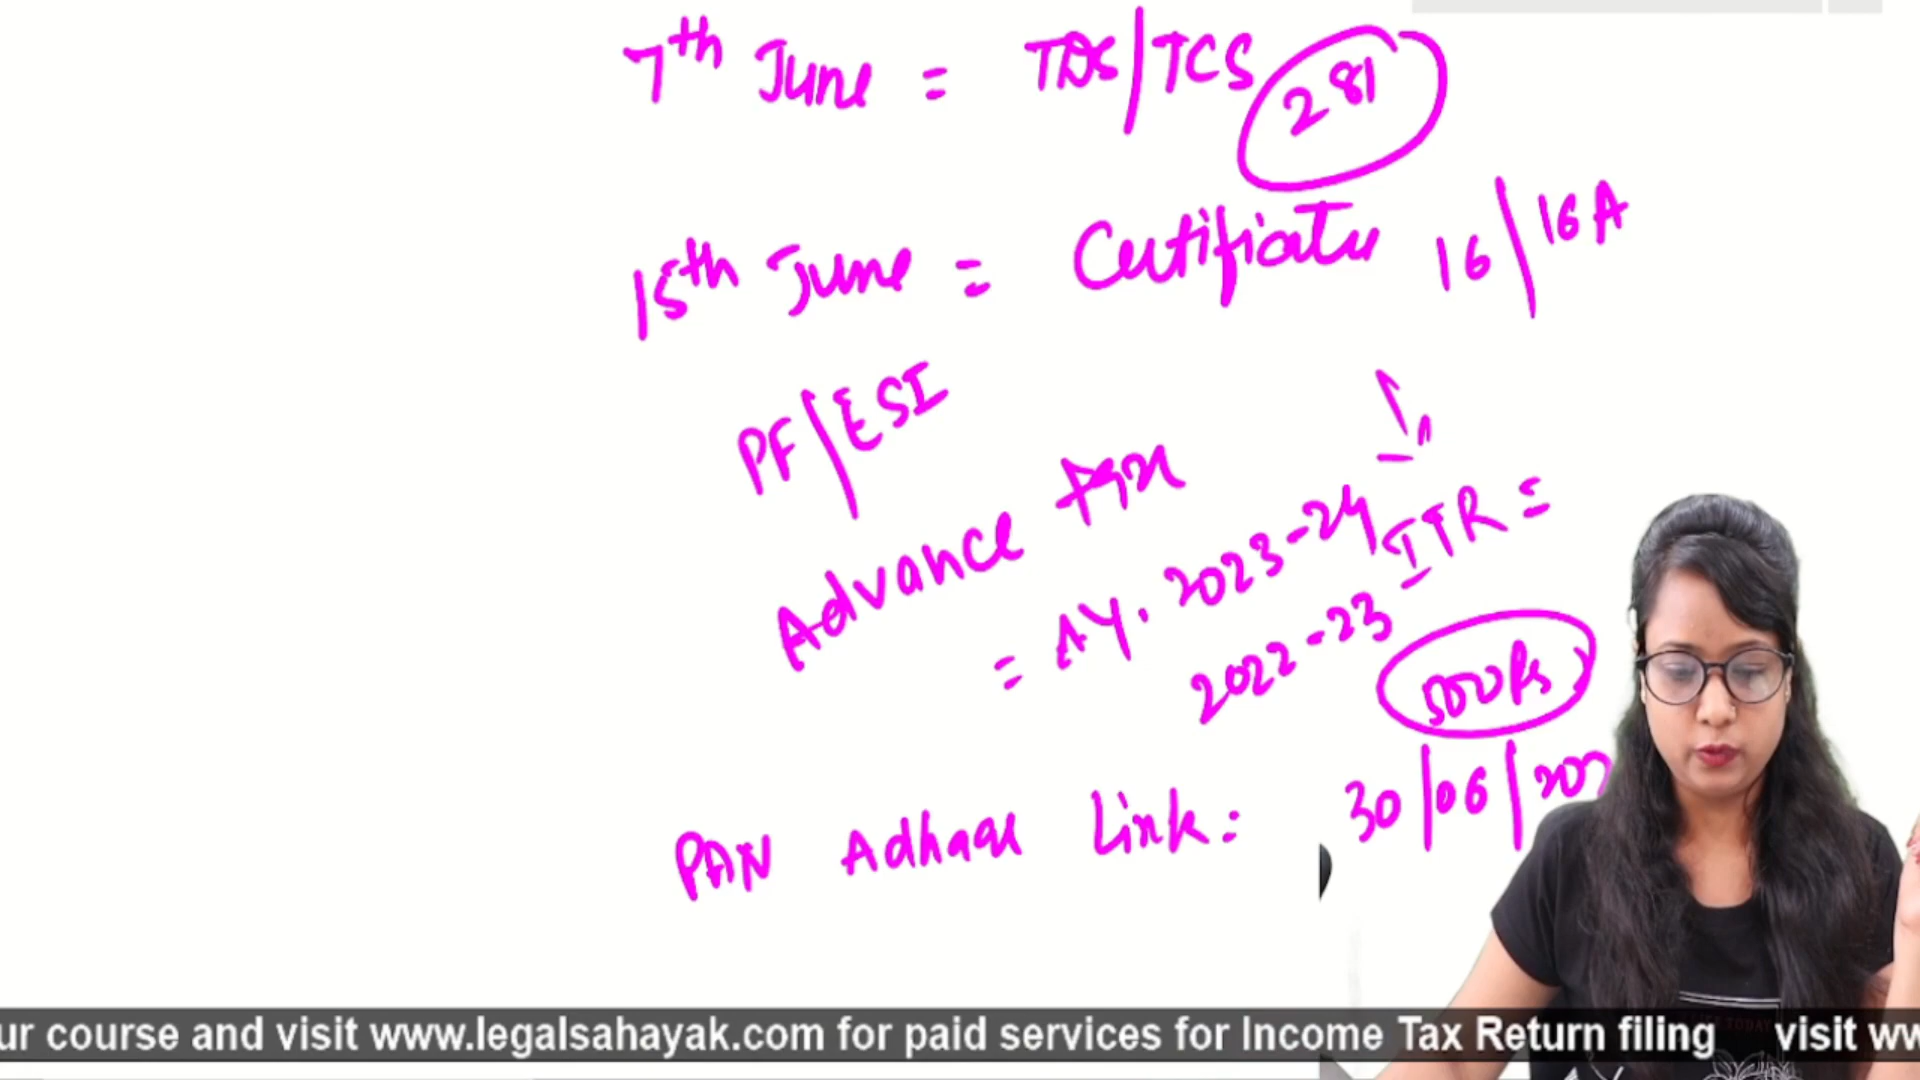 7th June = TDS/TCS 281
15th June = Certificate 16/16A
PF/ESI
Advance Tax
= AY. 2023-24 ITR =
2022-23
500Rs
PAN Adhaar Link: 30/06/202
ur course and visit www.legalsahayak.com for paid services for Income Tax Return filing visit ww